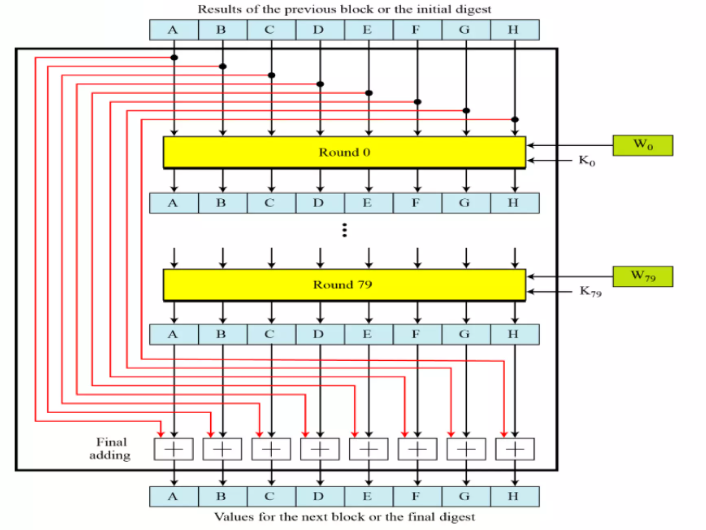 Results of the previous block or the initial digest
A B C D E F G H
Round 0
W0
K0
A B C D E F G H
Round 79
W79
K79
A B C D E F G H
Final
adding
+ + + + + + + +
A B C D E F G H
Values for the next block or the final digest